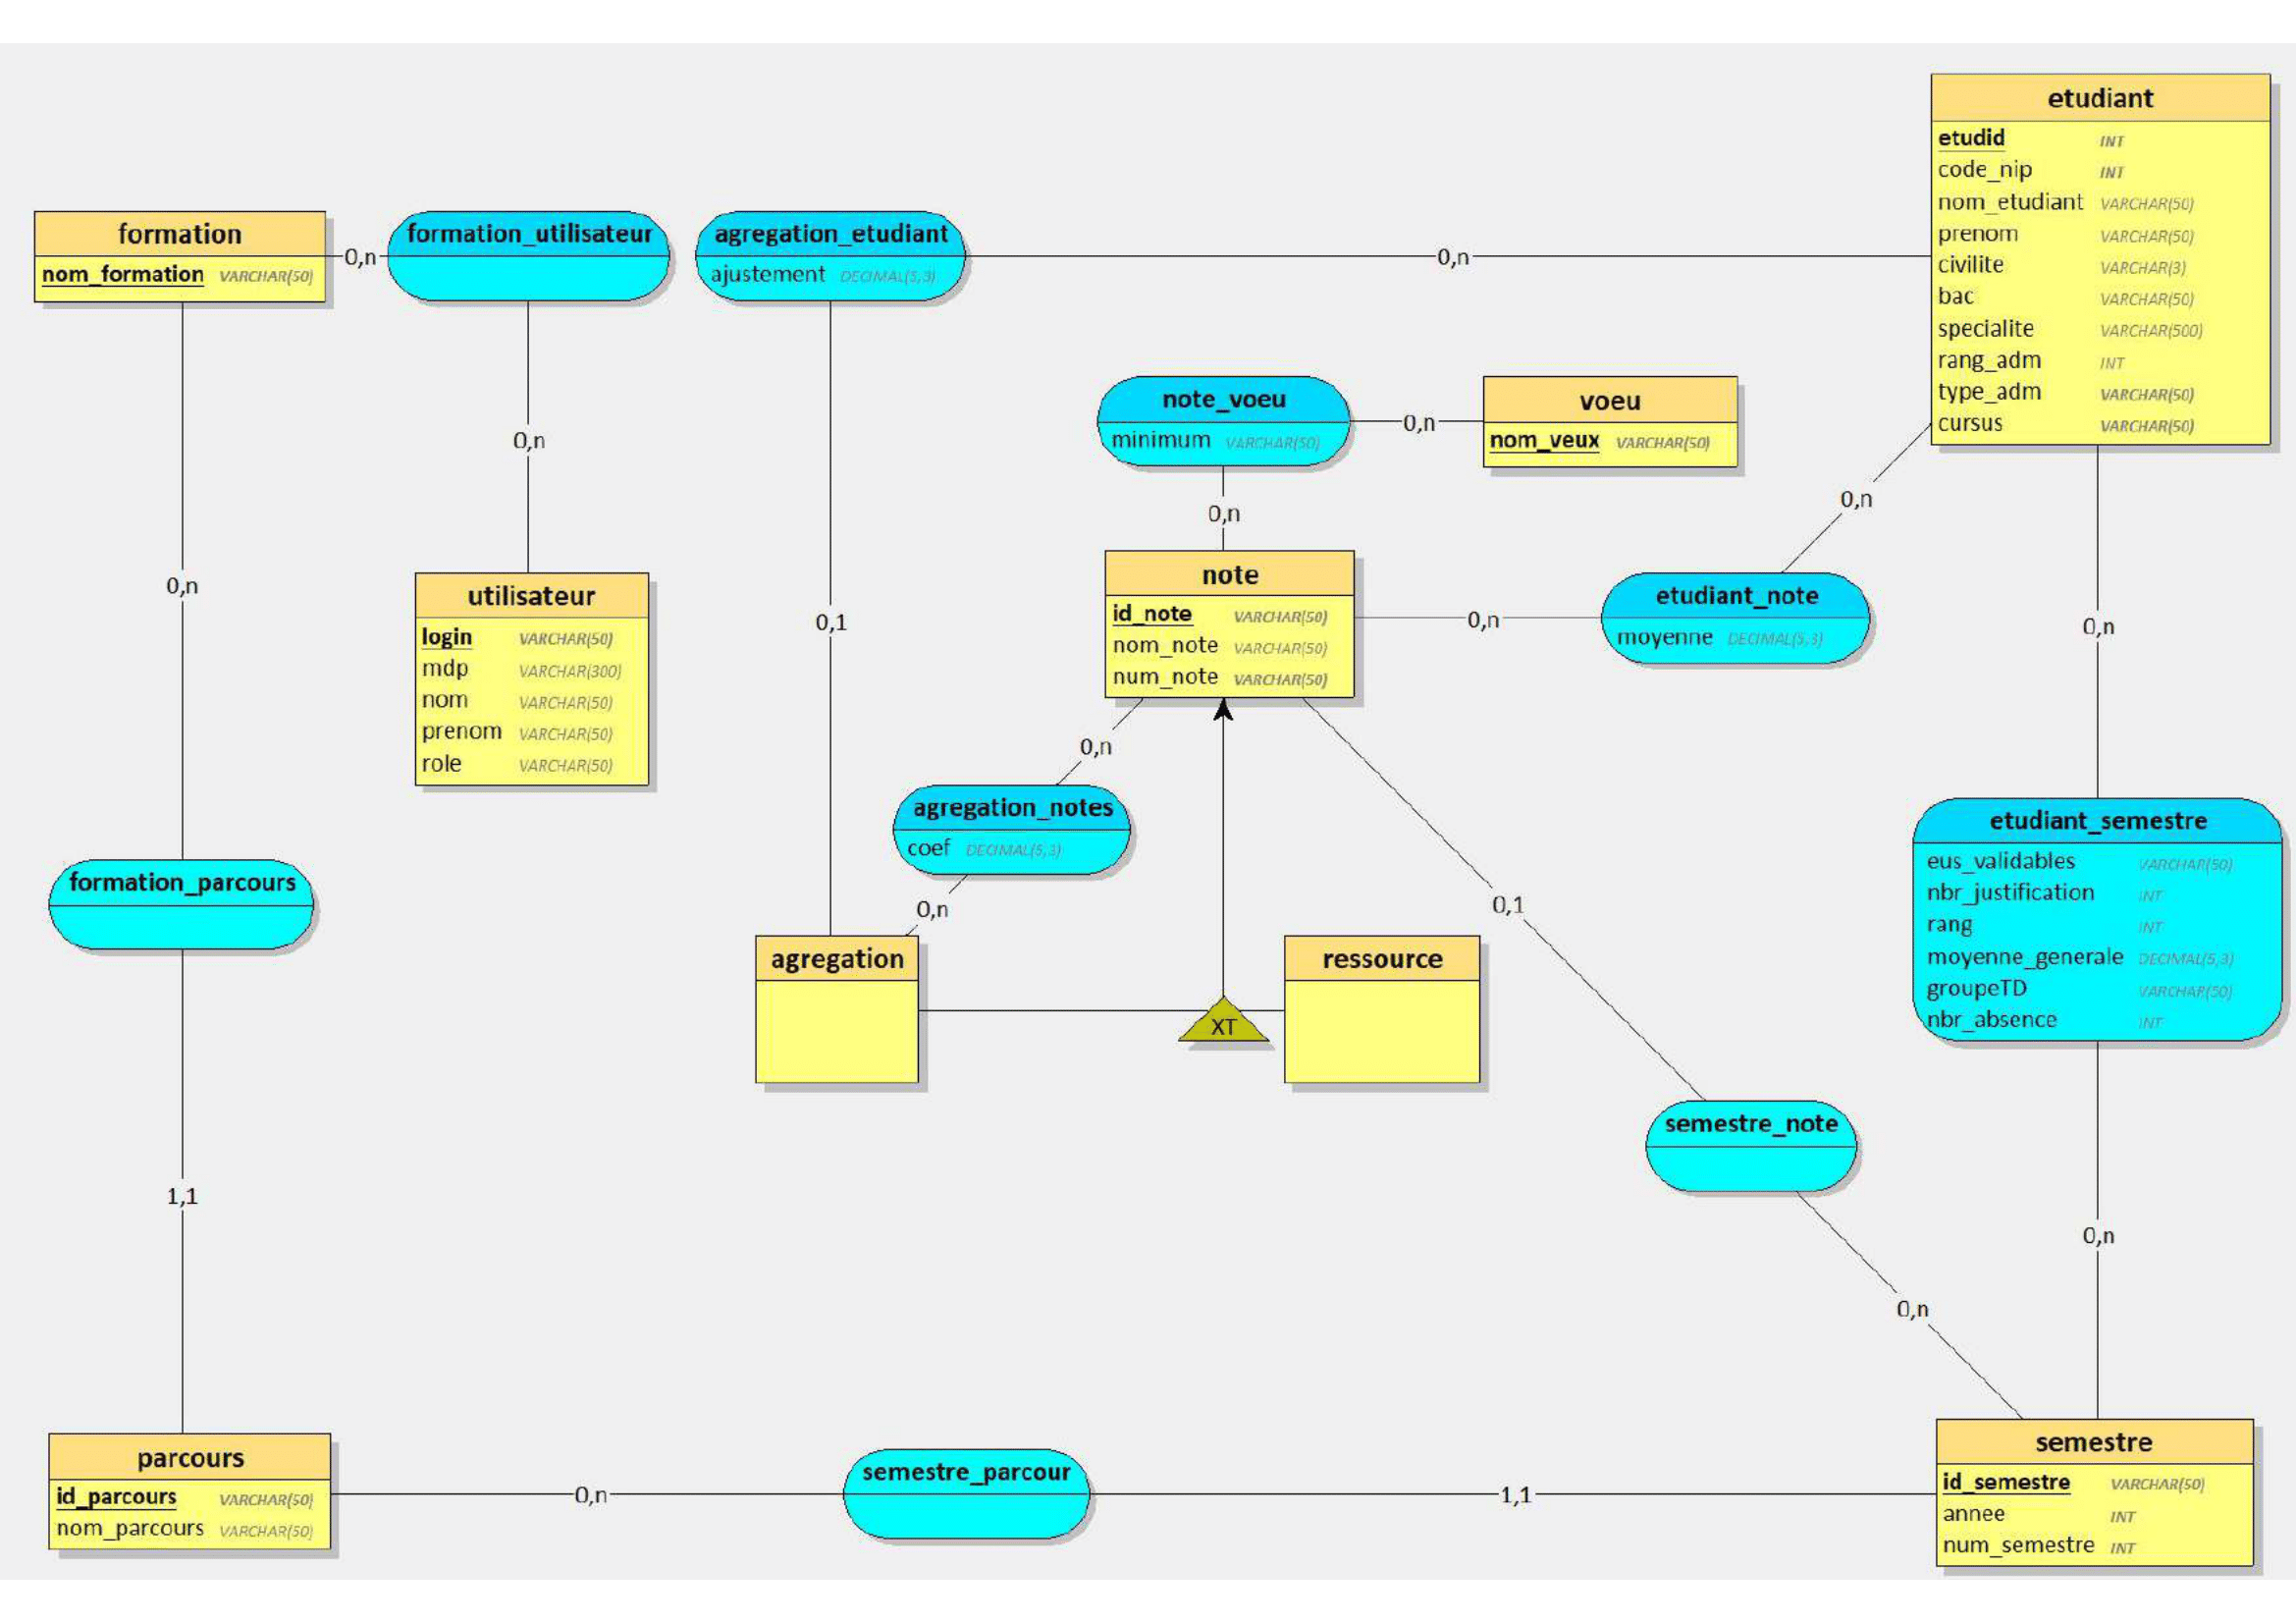 etudiant
etudid INT
code_nip INT
nom_etudiant VARCHAR(50)
prenom VARCHAR(50)
civilite VARCHAR(3)
bac VARCHAR(50)
specialite VARCHAR(500)
rang_adm INT
type_adm VARCHAR(50)
cursus VARCHAR(50)
formation
nom_formation VARCHAR(50)
0,n
formation_utilisateur
agregation_etudiant
ajustement DECIMAL(5,3)
0,n
note_voeu
minimum VARCHAR(50)
0,n
voeu
nom_veux VARCHAR(50)
0,n
0,n
0,n
0,n
utilisateur
login VARCHAR(50)
mdp VARCHAR(300)
nom VARCHAR(50)
prenom VARCHAR(50)
role VARCHAR(50)
0,1
note
id_note VARCHAR(50)
nom_note VARCHAR(50)
num_note VARCHAR(50)
0,n
etudiant_note
moyenne DECIMAL(5,3)
0,n
0,n
agregation_notes
coef DECIMAL(5,3)
0,n
0,1
etudiant_semestre
eus_validables VARCHAR(50)
nbr_justification INT
rang INT
moyenne_generale DECIMAL(5,3)
groupeTD VARCHAR(50)
nbr_absence INT
formation_parcours
agregation
XT
ressource
semestre_note
1,1
0,n
0,n
parcours
id_parcours VARCHAR(50)
nom_parcours VARCHAR(50)
0,n
semestre_parcour
1,1
semestre
id_semestre VARCHAR(50)
annee INT
num_semestre INT